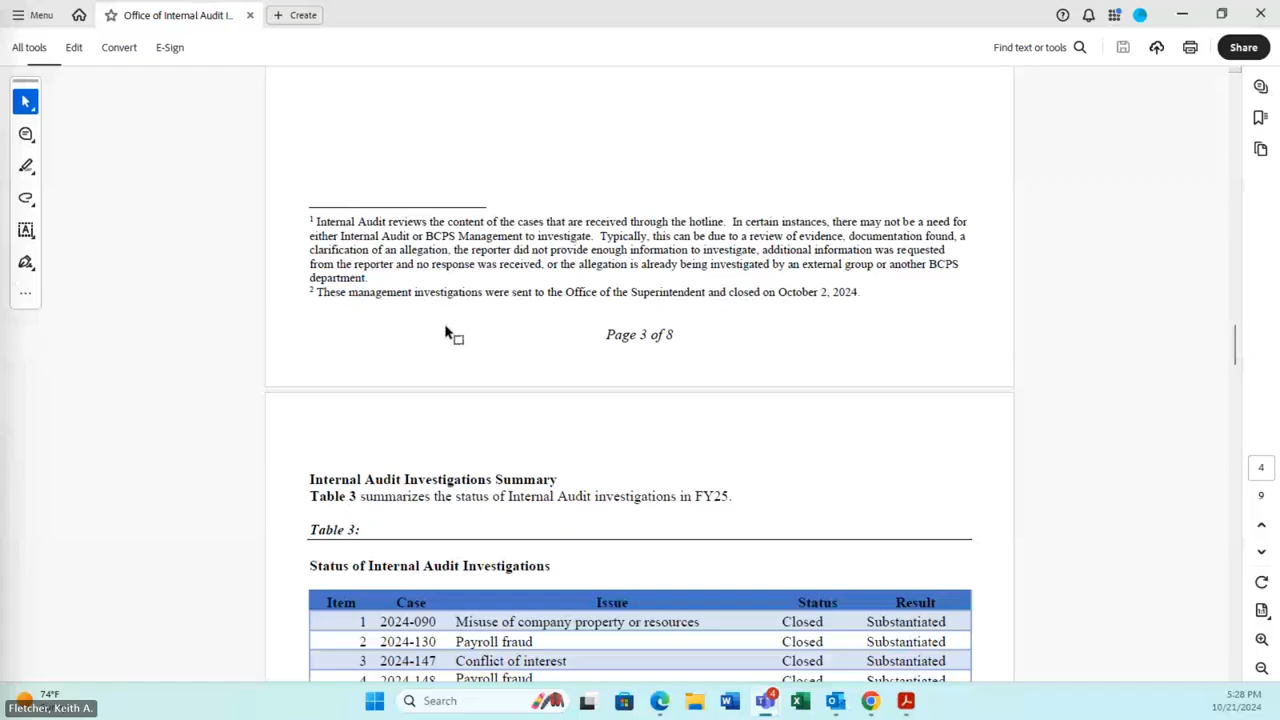 Menu
Office of Internal Audit I...
Create
All tools
Edit
Convert
E-Sign
Find text or tools
Share
1 Internal Audit reviews the content of the cases that are received through the hotline. In certain instances, there may not be a need for
either Internal Audit or BCPS Management to investigate. Typically, this can be due to a review of evidence, documentation found, a
clarification of an allegation, the reporter did not provide enough information to investigate, additional information was requested
from the reporter and no response was received, or the allegation is already being investigated by an external group or another BCPS
department.
2 These management investigations were sent to the Office of the Superintendent and closed on October 2, 2024.
Page 3 of 8
Internal Audit Investigations Summary
Table 3 summarizes the status of Internal Audit investigations in FY25.
Table 3:
Status of Internal Audit Investigations
Item Case Issue Status Result
1 2024-090 Misuse of company property or resources Closed Substantiated
2 2024-130 Payroll fraud Closed Substantiated
3 2024-147 Conflict of interest Closed Substantiated
4 2024-148 Payroll fraud Closed Substantiated
4
9
74°F
Fletcher, Keith A.
Search
4
5:28 PM
10/21/2024